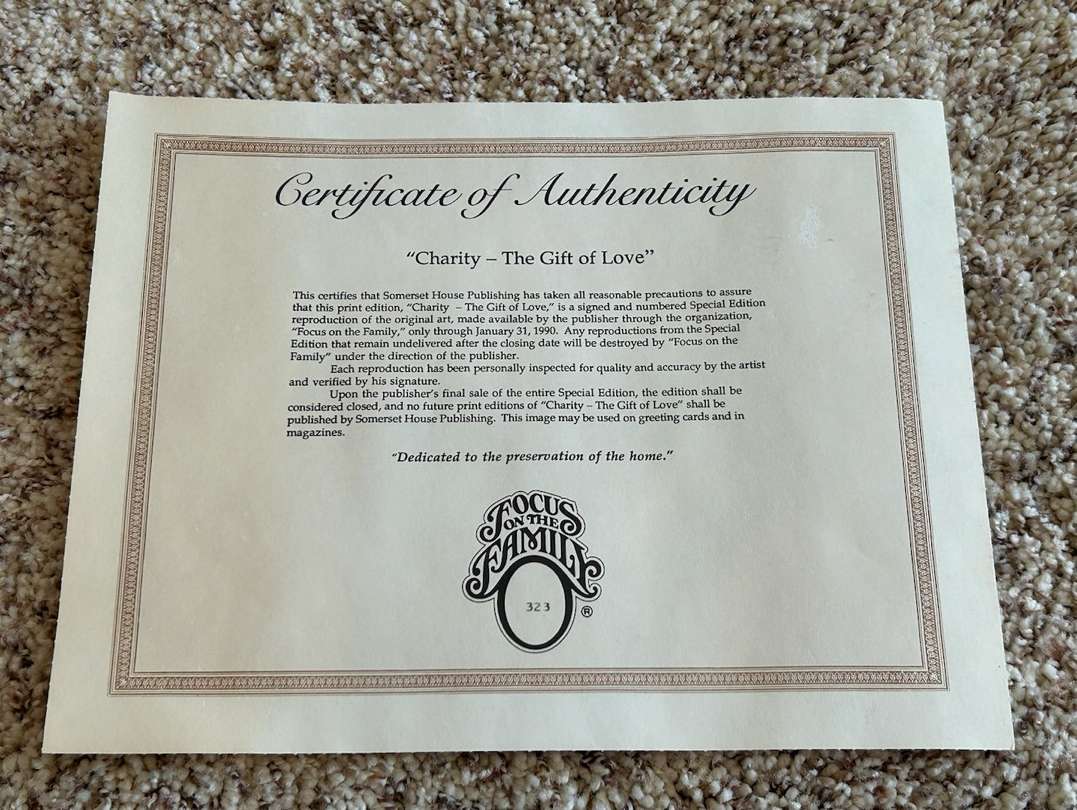 Certificate of Authenticity
“Charity – The Gift of Love”
This certifies that Somerset House Publishing has taken all reasonable precautions to assure
that this print edition, “Charity – The Gift of Love,” is a signed and numbered Special Edition
reproduction of the original art, made available by the publisher through the organization,
“Focus on the Family,” only through January 31, 1990. Any reproductions from the Special
Edition that remain undelivered after the closing date will be destroyed by “Focus on the
Family” under the direction of the publisher.
Each reproduction has been personally inspected for quality and accuracy by the artist
and verified by his signature.
Upon the publisher’s final sale of the entire Special Edition, the edition shall be
considered closed, and no future print editions of “Charity – The Gift of Love” shall be
published by Somerset House Publishing. This image may be used on greeting cards and in
magazines.
“Dedicated to the preservation of the home.”
FOCUS
ON THE
FAMILY
323 ®